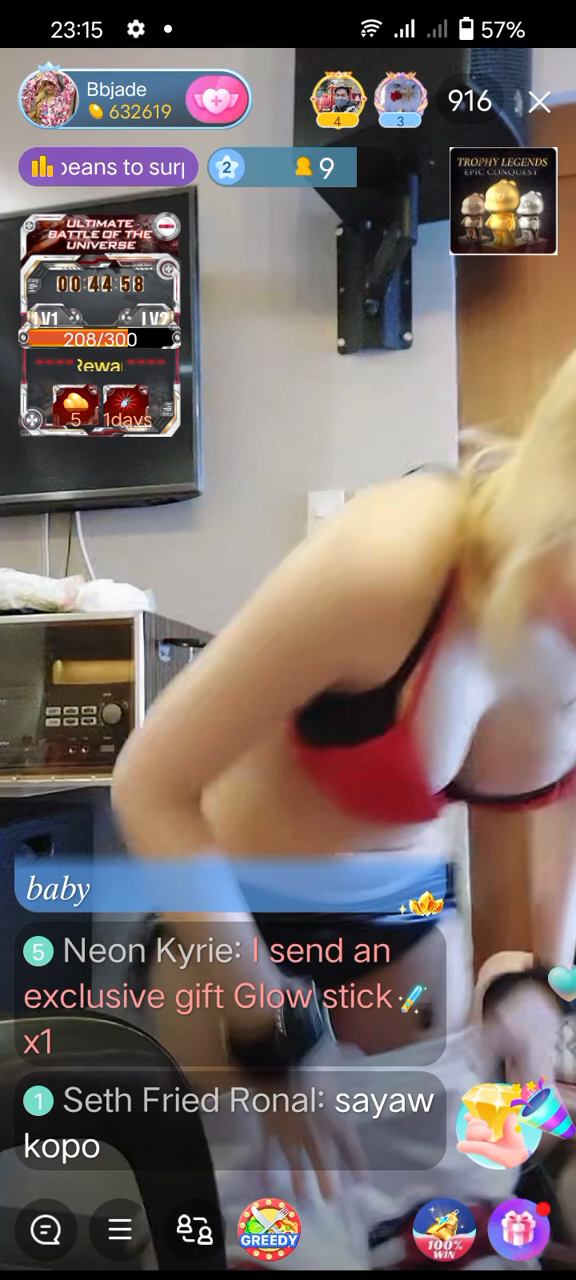 23:15
57%
Bbjade
632619
4
3
916
beans to sur
2
9
TROPHY LEGENDS
EPIC CONQUEST
ULTIMATE
BATTLE OF THE
UNIVERSE
00:44:58
LV1
LV2
208/300
Rewa
5
1days
baby
5 Neon Kyrie: I send an
exclusive gift Glow stick
x1
1 Seth Fried Ronal: sayaw
kopo
GREEDY
100%
WIN